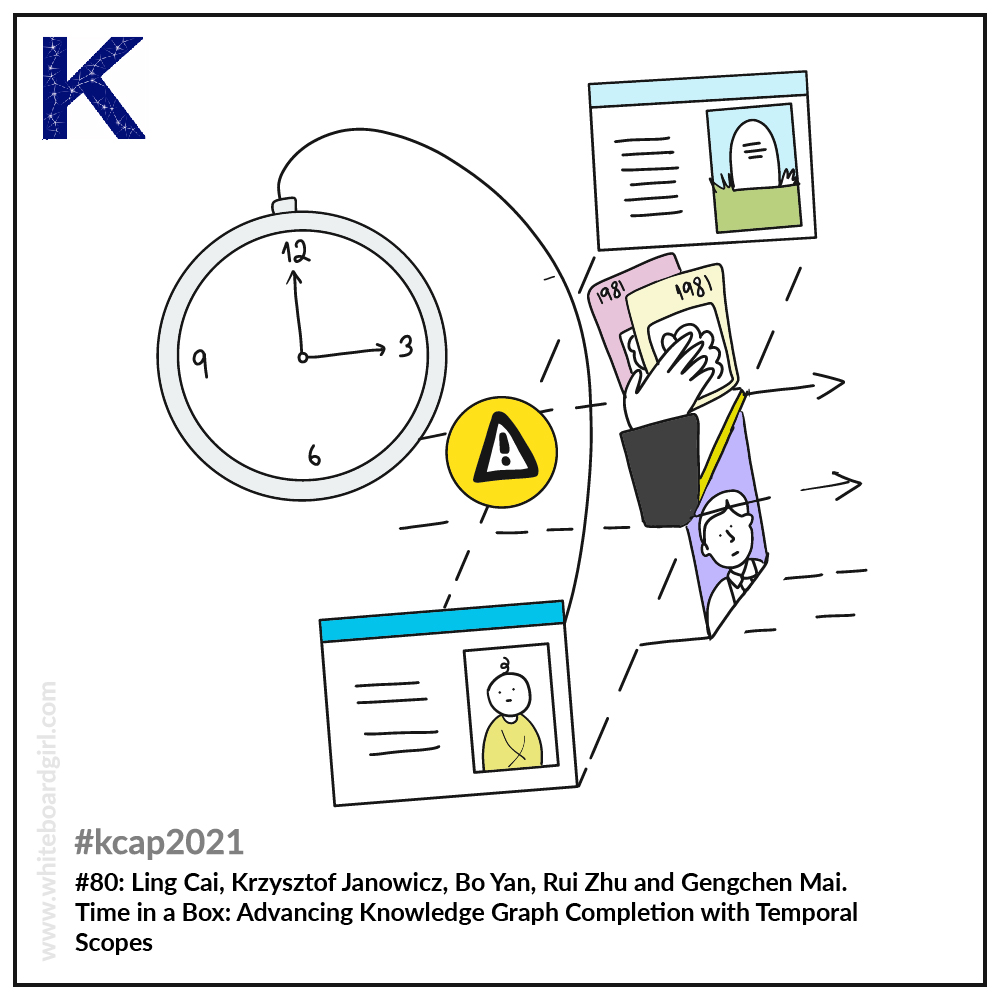 K
12
9
3
6
1981
1981
www.whiteboardgirl.com
#kcap2021
#80: Ling Cai, Krzysztof Janowicz, Bo Yan, Rui Zhu and Gengchen Mai.
Time in a Box: Advancing Knowledge Graph Completion with Temporal
Scopes